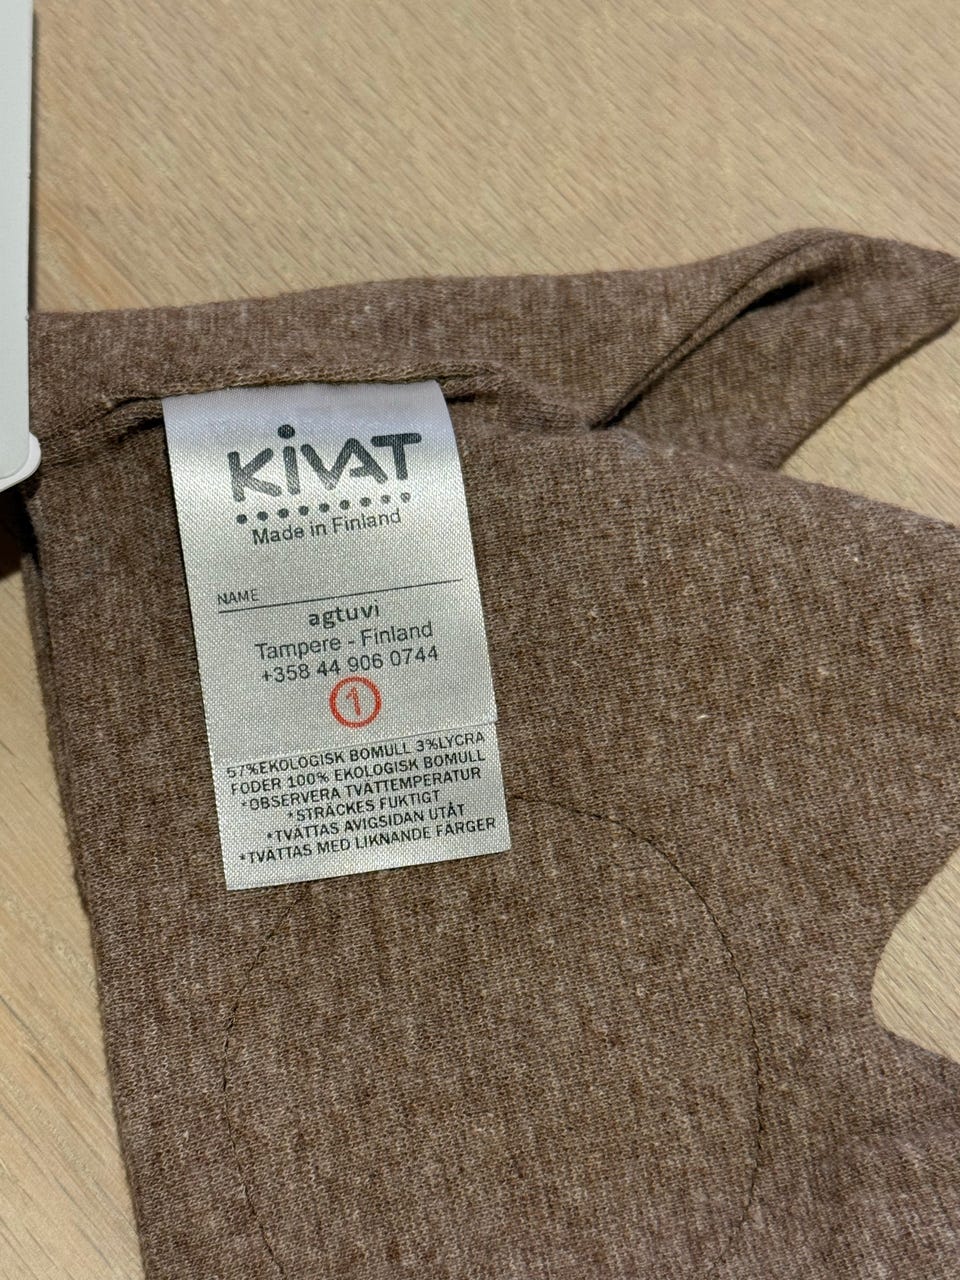 KiVAT
Made in Finland
NAME
agtuvi
Tampere - Finland
+358 44 906 0744
1
57%EKOLOGISK BOMULL 3%LYCRA
FODER 100% EKOLOGISK BOMULL
*OBSERVERA TVÄTTEMPERATUR
*STRÄCKES FUKTIGT
*TVÄTTAS AVIGSIDAN UTÅT
*TVÄTTAS MED LIKNANDE FÄRGER